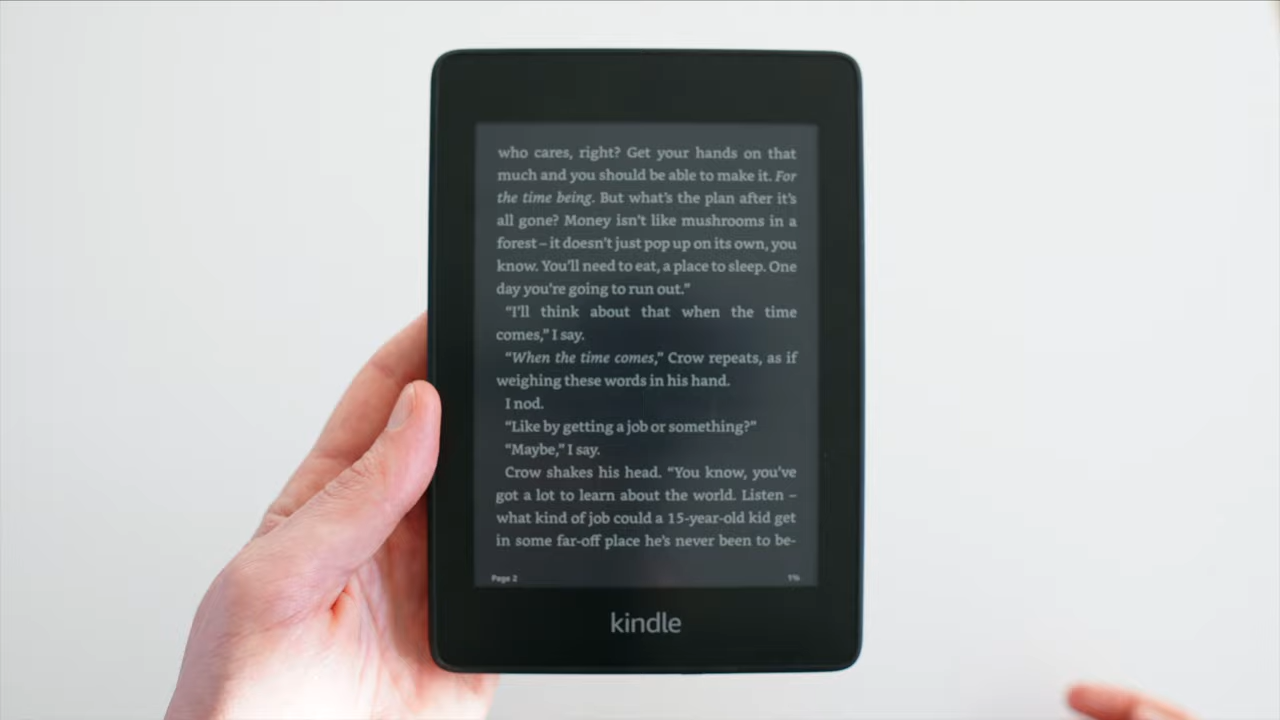 who cares, right? Get your hands on that
much and you should be able to make it. For
the time being. But what's the plan after it's
all gone? Money isn't like mushrooms in a
forest – it doesn't just pop up on its own, you
know. You'll need to eat, a place to sleep. One
day you're going to run out.”
“I'll think about that when the time
comes,” I say.
“When the time comes,” Crow repeats, as if
weighing these words in his hand.
I nod.
“Like by getting a job or something?”
“Maybe,” I say.
Crow shakes his head. “You know, you've
got a lot to learn about the world. Listen –
what kind of job could a 15-year-old kid get
in some far-off place he's never been to be-
Page 2 1%
kindle